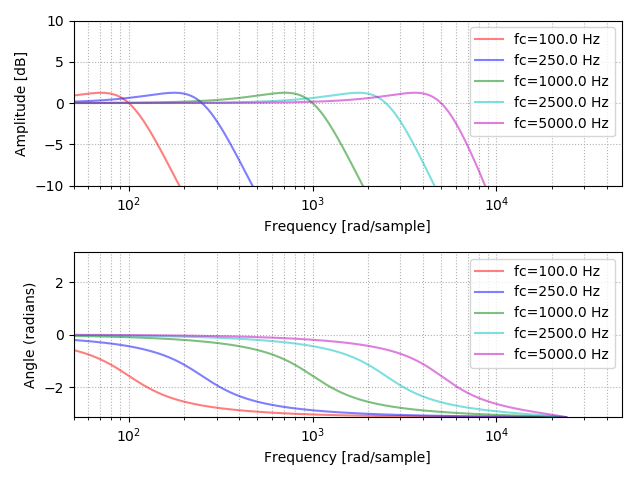 10
5
0
−5
−10
Amplitude [dB]
fc=100.0 Hz
fc=250.0 Hz
fc=1000.0 Hz
fc=2500.0 Hz
fc=5000.0 Hz
10² 10³ 10⁴
Frequency [rad/sample]
2
0
−2
Angle (radians)
fc=100.0 Hz
fc=250.0 Hz
fc=1000.0 Hz
fc=2500.0 Hz
fc=5000.0 Hz
10² 10³ 10⁴
Frequency [rad/sample]